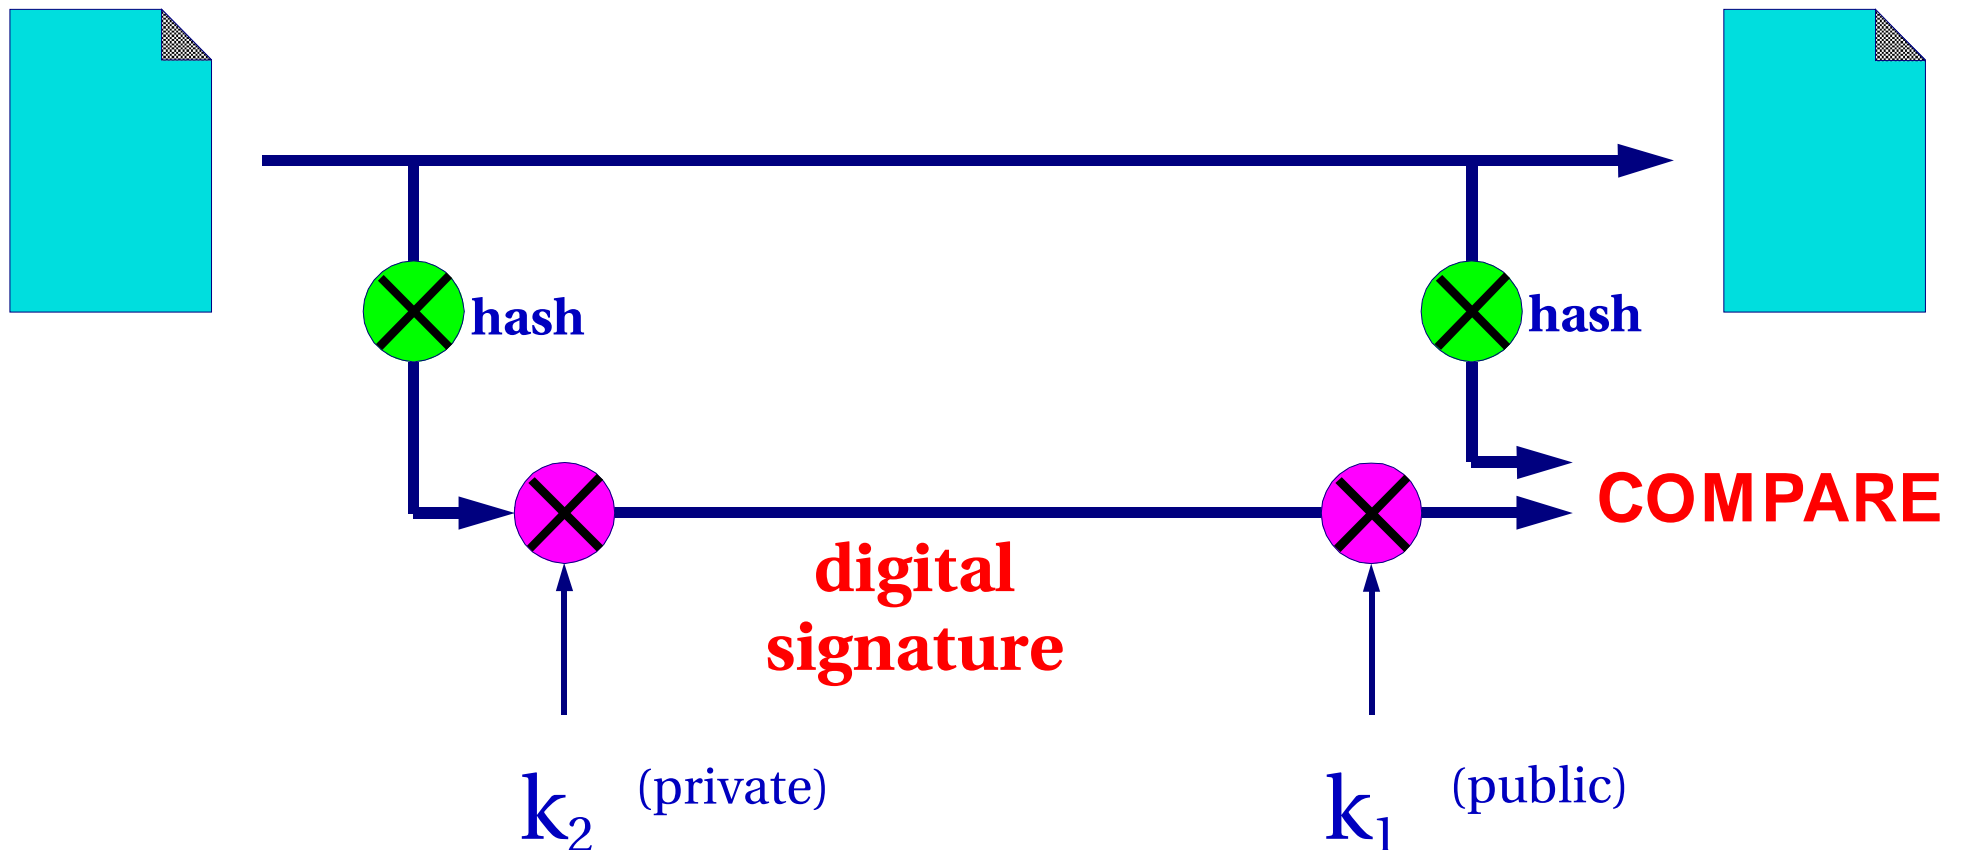 hash
hash
COMPARE
digital
signature
k₂ (private)
k₁ (public)